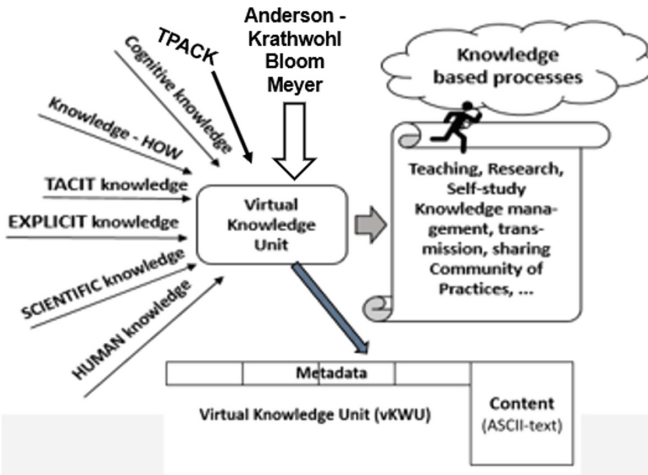 Anderson -
Krathwohl
Bloom
Meyer
TPACK
Cognitive knowledge
Knowledge - HOW
TACIT knowledge
EXPLICIT knowledge
SCIENTIFIC knowledge
HUMAN knowledge
Virtual
Knowledge
Unit
Knowledge
based processes
Teaching, Research,
Self-study
Knowledge mana-
gement, trans-
mission, sharing
Community of
Practices, ...
Metadata
Virtual Knowledge Unit (vKWU)
Content
(ASCII-text)